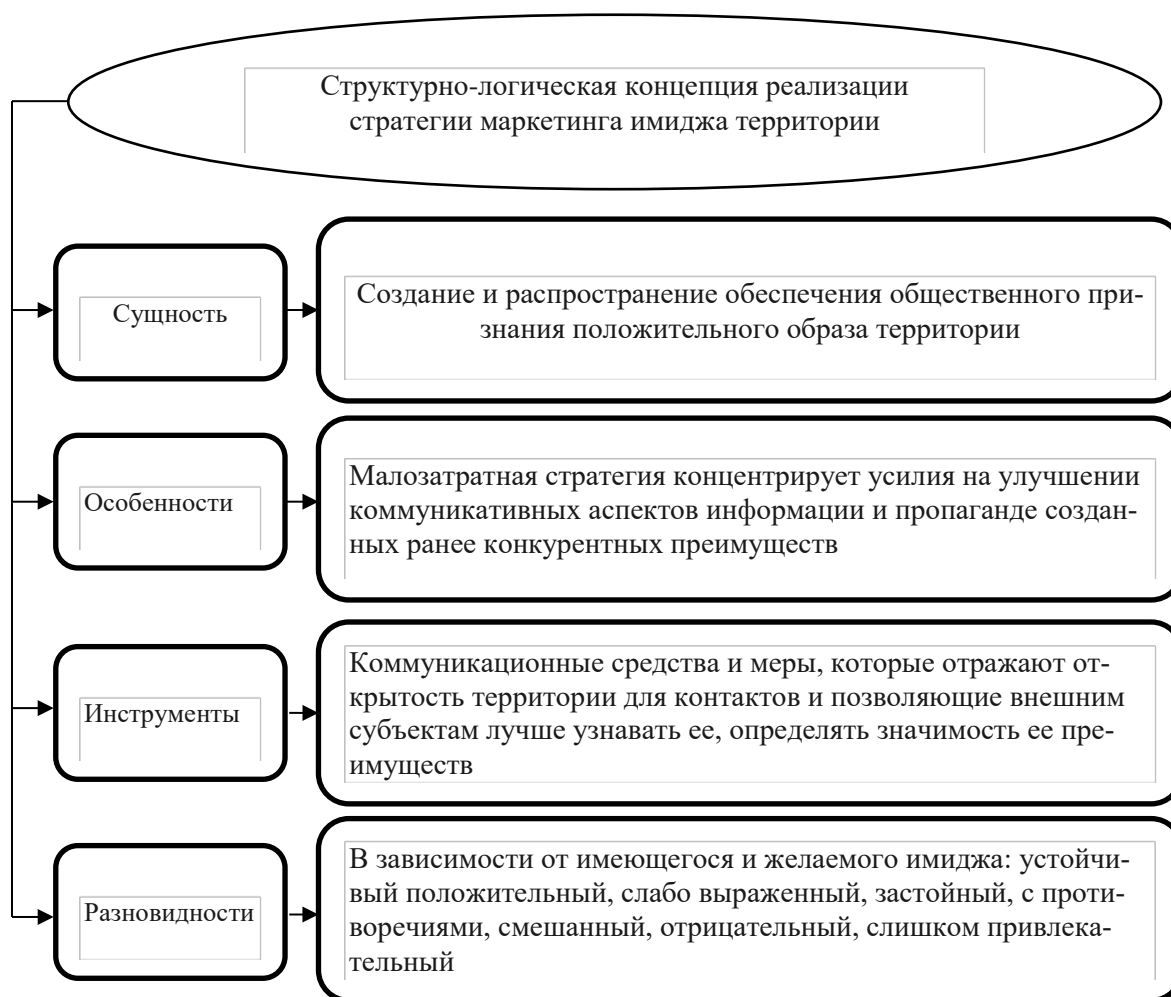 Структурно-логическая концепция реализации
стратегии маркетинга имиджа территории
Сущность
Создание и распространение обеспечения общественного при-
знания положительного образа территории
Особенности
Малозатратная стратегия концентрирует усилия на улучшении
коммуникативных аспектов информации и пропаганде создан-
ных ранее конкурентных преимуществ
Инструменты
Коммуникационные средства и меры, которые отражают от-
крытость территории для контактов и позволяющие внешним
субъектам лучше узнавать ее, определять значимость ее пре-
имуществ
Разновидности
В зависимости от имеющегося и желаемого имиджа: устойчи-
вый положительный, слабо выраженный, застойный, с проти-
воречиями, смешанный, отрицательный, слишком привлека-
тельный